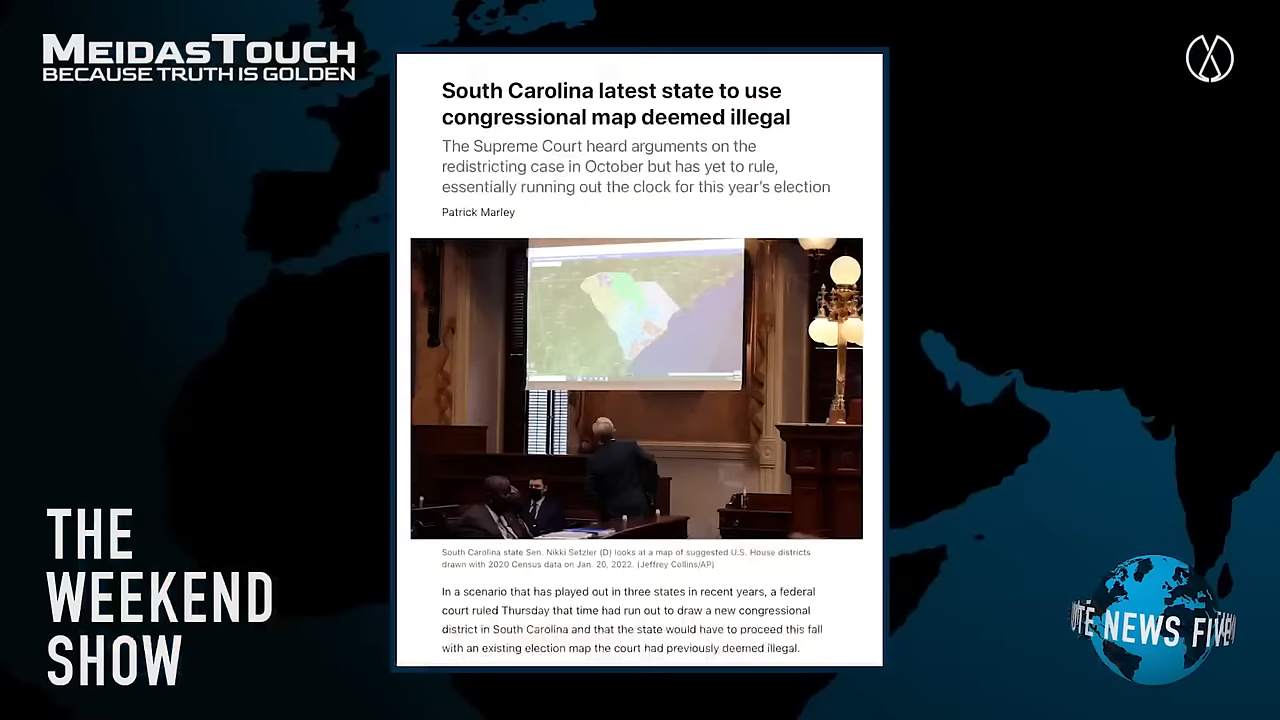 MEIDASTOUCH
BECAUSE TRUTH IS GOLDEN
South Carolina latest state to use
congressional map deemed illegal
The Supreme Court heard arguments on the
redistricting case in October but has yet to rule,
essentially running out the clock for this year's election
Patrick Marley
South Carolina state Sen. Nikki Setzler (D) looks at a map of suggested U.S. House districts
drawn with 2020 Census data on Jan. 20, 2022. (Jeffrey Collins/AP)
In a scenario that has played out in three states in recent years, a federal
court ruled Thursday that time had run out to draw a new congressional
district in South Carolina and that the state would have to proceed this fall
with an existing election map the court had previously deemed illegal.
THE
WEEKEND
SHOW
NEWS